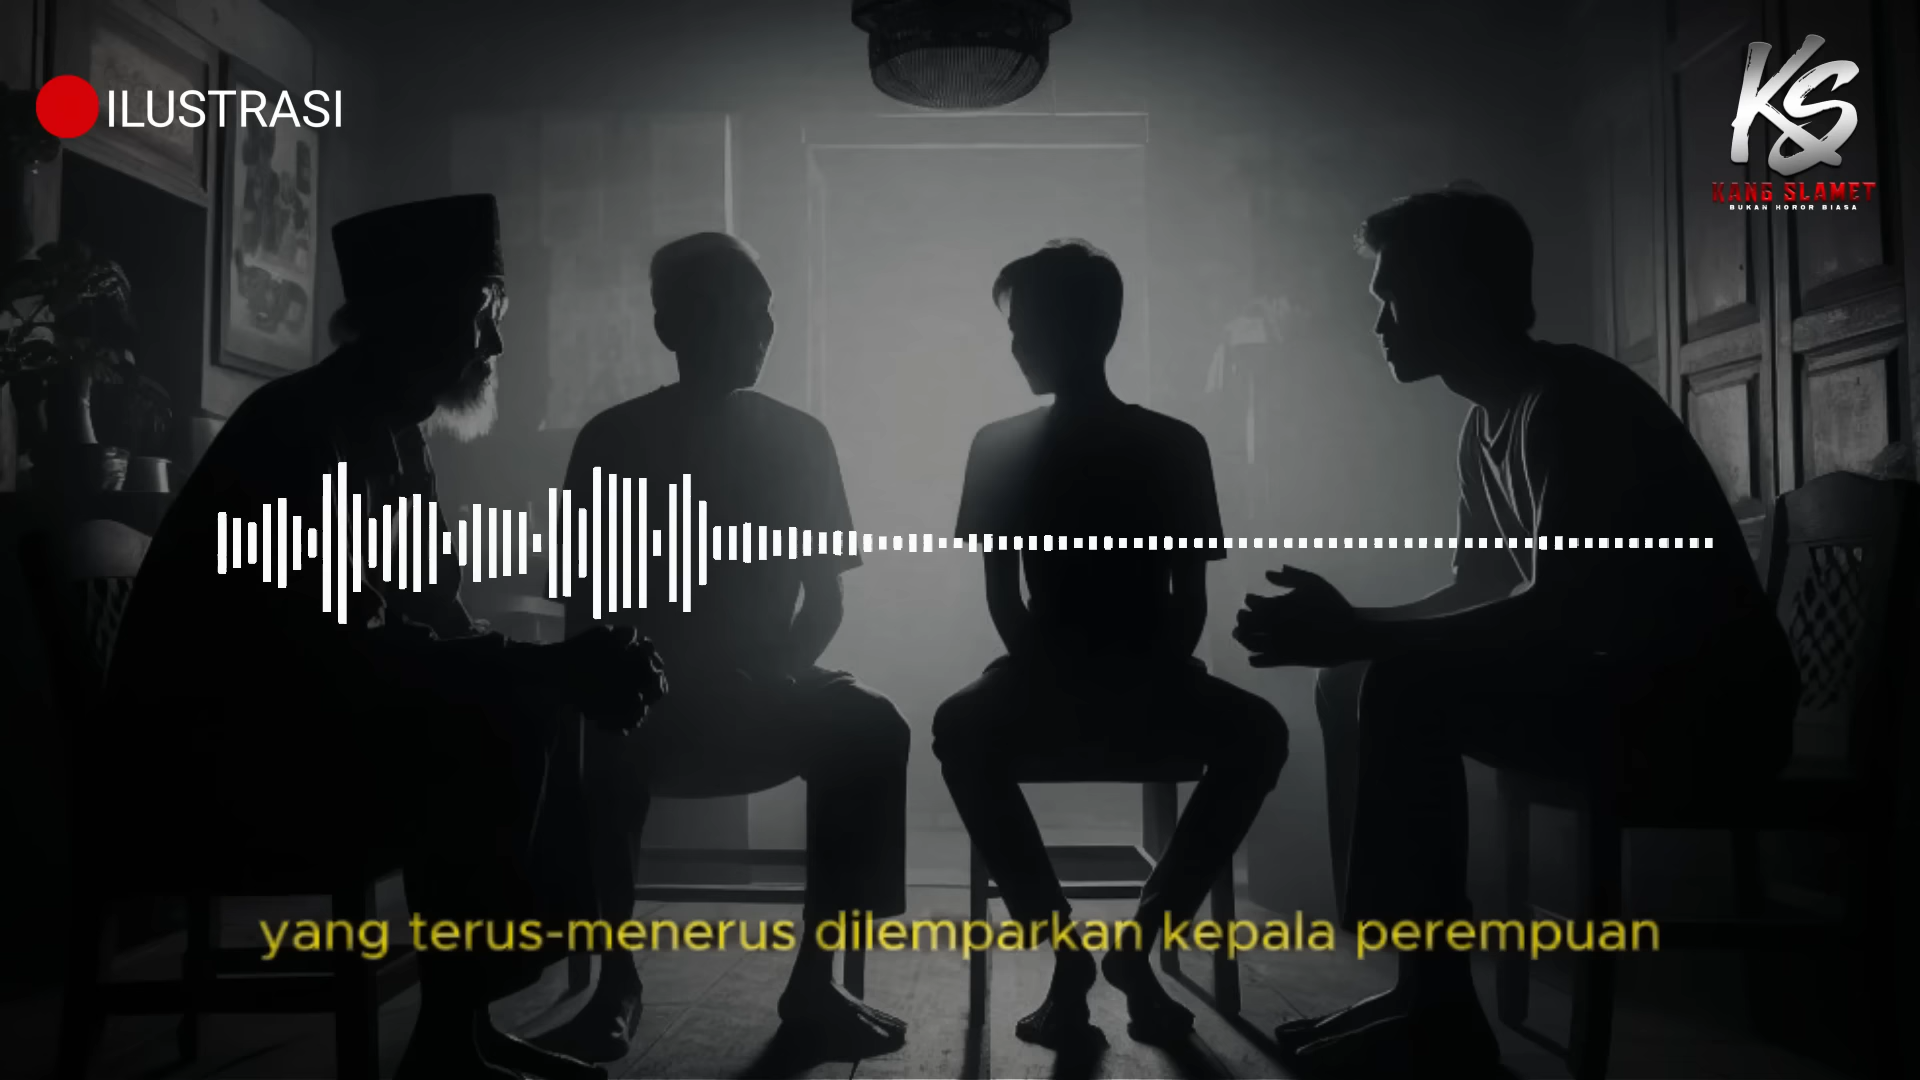 ILUSTRASI
KS
KANG SLAMET
BUKAN HOROR BIASA
yang terus-menerus dilemparkan kepala perempuan